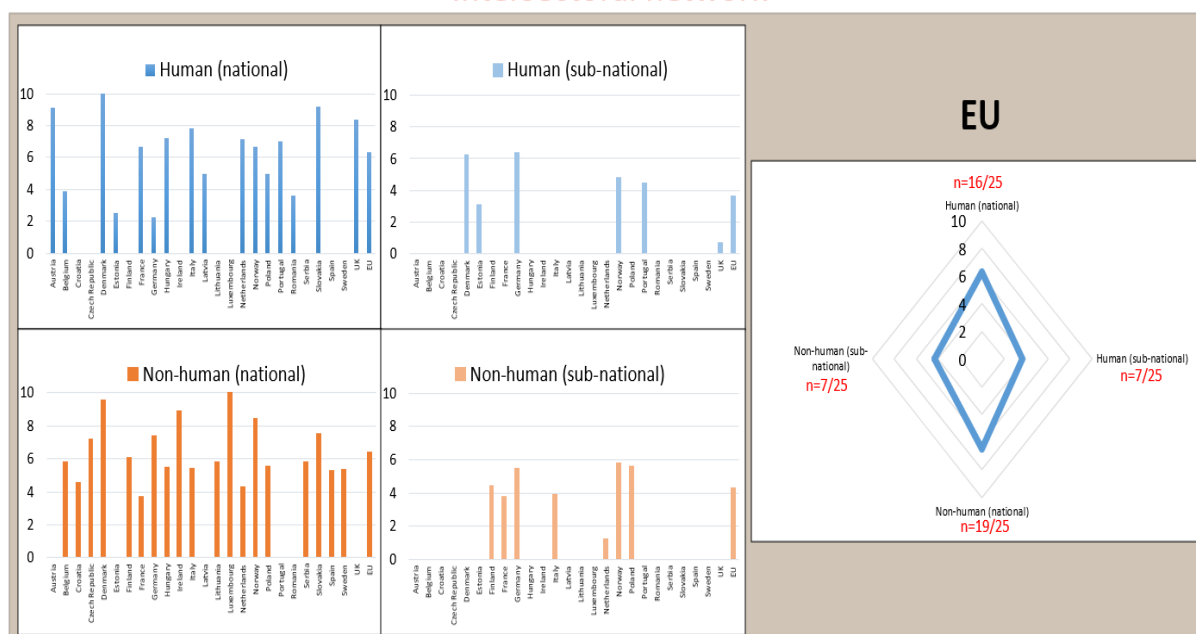 Intersectoral network
Human (national)
10
8
6
4
2
0
Austria
Belgium
Croatia
Czech Republic
Denmark
Estonia
Finland
France
Germany
Hungary
Ireland
Italy
Latvia
Lithuania
Luxembourg
Netherlands
Norway
Poland
Portugal
Romania
Serbia
Slovakia
Spain
Sweden
UK
EU
Human (sub-national)
10
8
6
4
2
0
Austria
Belgium
Croatia
Czech Republic
Denmark
Estonia
Finland
France
Germany
Hungary
Ireland
Italy
Latvia
Lithuania
Luxembourg
Netherlands
Norway
Poland
Portugal
Romania
Serbia
Slovakia
Spain
Sweden
UK
EU
Non-human (national)
10
8
6
4
2
0
Austria
Belgium
Croatia
Czech Republic
Denmark
Estonia
Finland
France
Germany
Hungary
Ireland
Italy
Latvia
Lithuania
Luxembourg
Netherlands
Norway
Poland
Portugal
Romania
Serbia
Slovakia
Spain
Sweden
UK
EU
Non-human (sub-national)
10
8
6
4
2
0
Austria
Belgium
Croatia
Czech Republic
Denmark
Estonia
Finland
France
Germany
Hungary
Ireland
Italy
Latvia
Lithuania
Luxembourg
Netherlands
Norway
Poland
Portugal
Romania
Serbia
Slovakia
Spain
Sweden
UK
EU
EU
n=16/25
Human (national)
10
8
6
4
2
0
Non-human (sub-
national)
n=7/25
Human (sub-national)
n=7/25
Non-human (national)
n=19/25